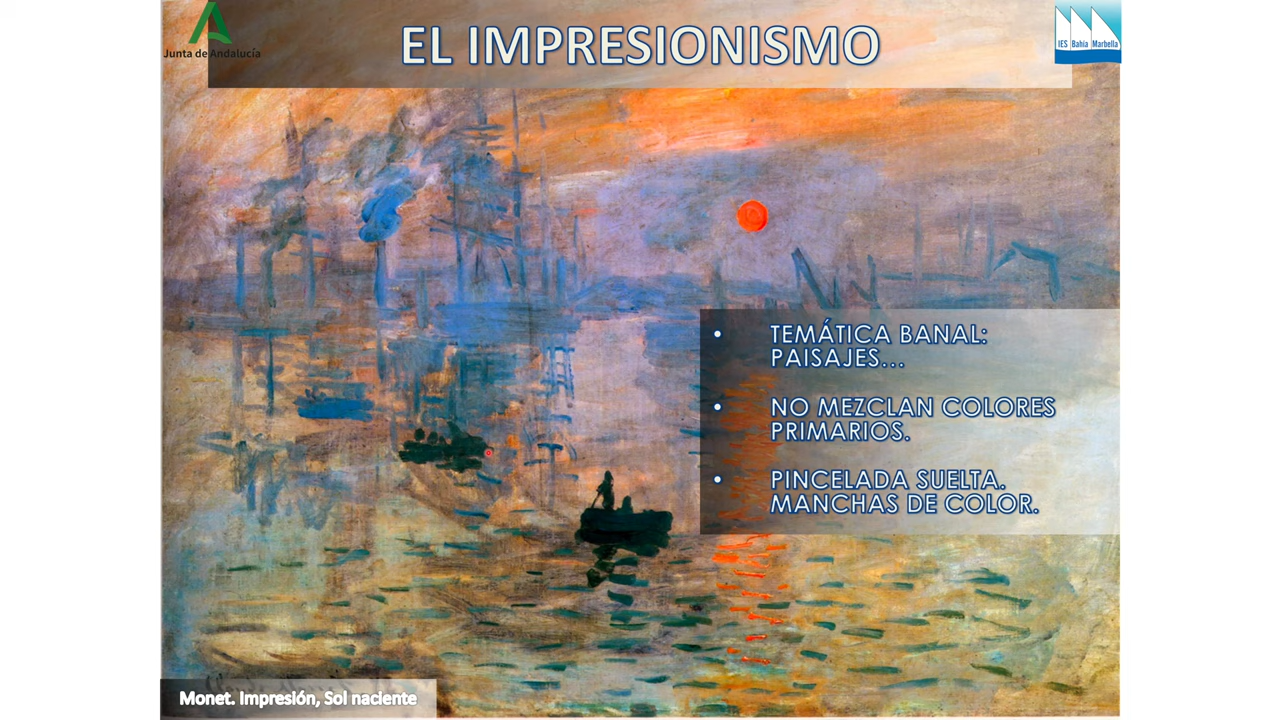 Junta de Andalucía
EL IMPRESIONISMO
IES Bahía Marbella
• TEMÁTICA BANAL:
PAISAJES...
• NO MEZCLAN COLORES
PRIMARIOS.
• PINCELADA SUELTA.
MANCHAS DE COLOR.
Monet. Impresión, Sol naciente